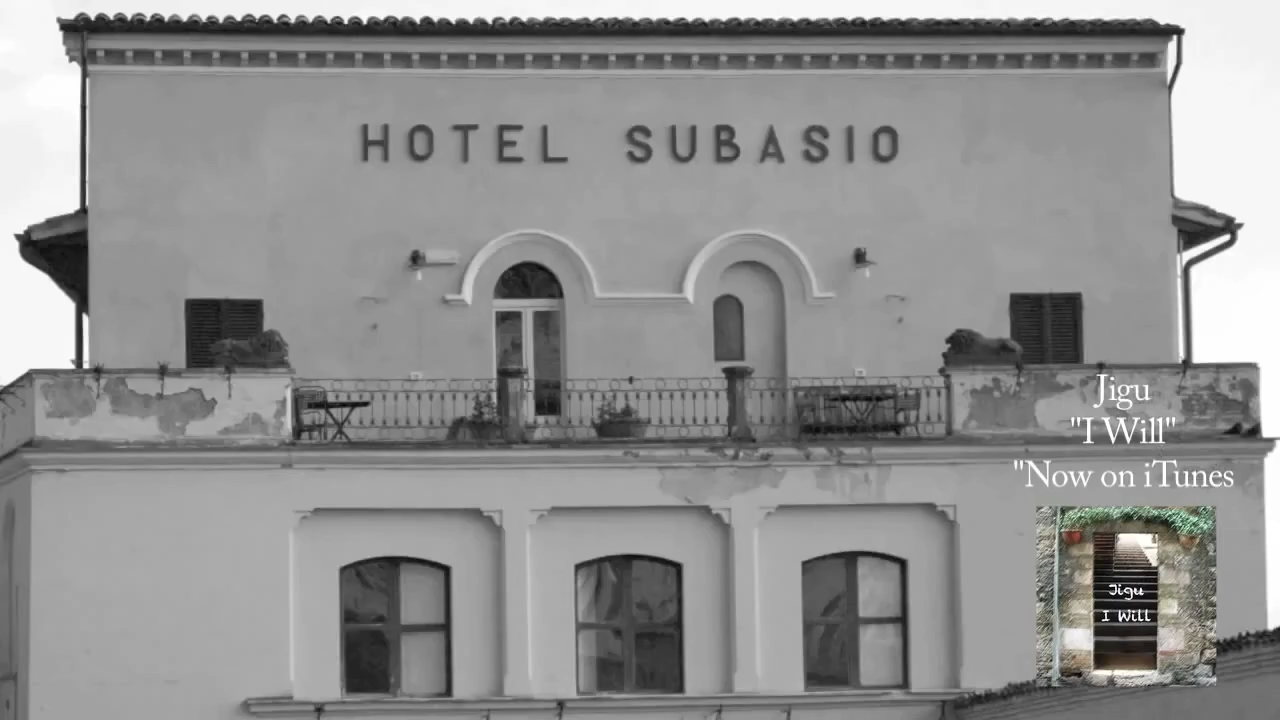 HOTEL SUBASIO
Jigu
"I Will"
"Now on iTunes
Jigu
I Will